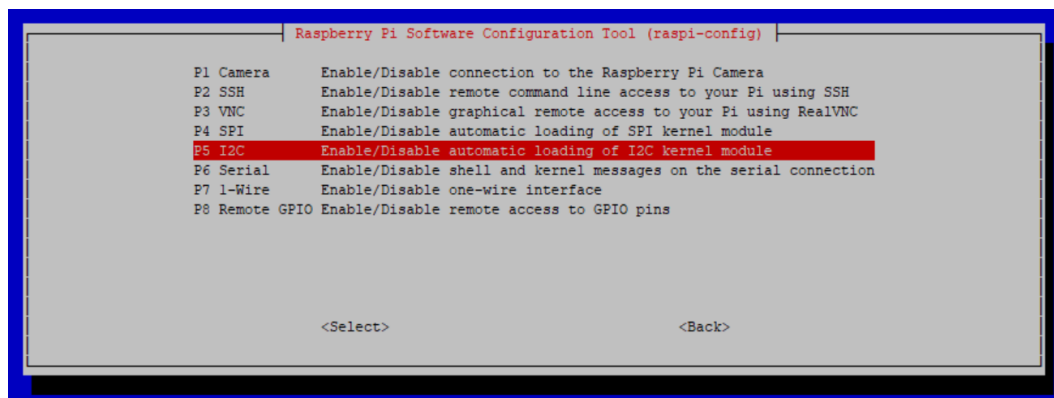 Raspberry Pi Software Configuration Tool (raspi-config)
P1 Camera Enable/Disable connection to the Raspberry Pi Camera
P2 SSH Enable/Disable remote command line access to your Pi using SSH
P3 VNC Enable/Disable graphical remote access to your Pi using RealVNC
P4 SPI Enable/Disable automatic loading of SPI kernel module
P5 I2C Enable/Disable automatic loading of I2C kernel module
P6 Serial Enable/Disable shell and kernel messages on the serial connection
P7 1-Wire Enable/Disable one-wire interface
P8 Remote GPIO Enable/Disable remote access to GPIO pins
<Select> <Back>